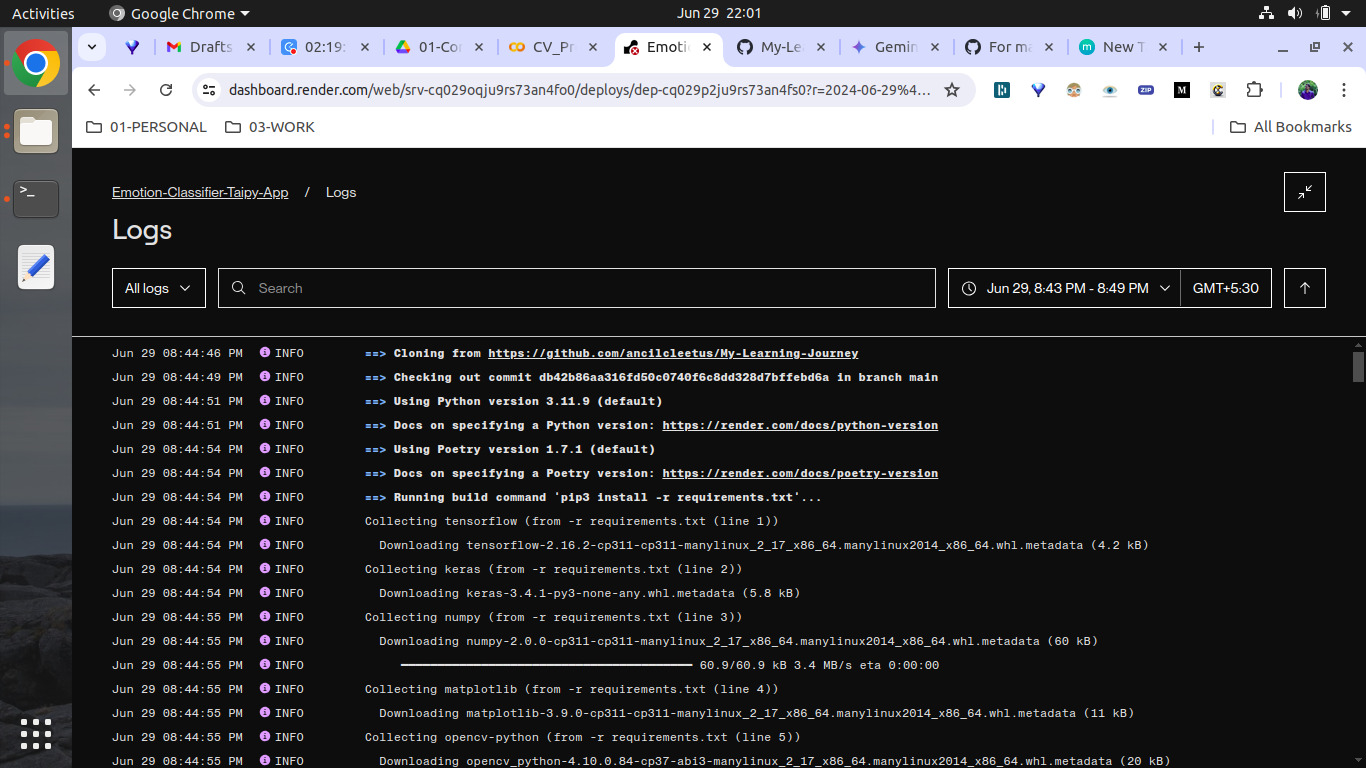 Activities Google Chrome Jun 29 22:01
Drafts 02:19: 01-Co CV_Pr Emoti My-Le Gemin For ma New T
dashboard.render.com/web/srv-cq029oqju9rs73an4fo0/deploys/dep-cq029p2ju9rs73an4fs0?r=2024-06-29%4…
01-PERSONAL 03-WORK All Bookmarks
Emotion-Classifier-Taipy-App / Logs
Logs
All logs Search Jun 29, 8:43 PM - 8:49 PM GMT+5:30
Jun 29 08:44:46 PM INFO ==> Cloning from https://github.com/ancilcleetus/My-Learning-Journey
Jun 29 08:44:49 PM INFO ==> Checking out commit db42b86aa316fd50c0740f6c8dd328d7bffebd6a in branch main
Jun 29 08:44:51 PM INFO ==> Using Python version 3.11.9 (default)
Jun 29 08:44:51 PM INFO ==> Docs on specifying a Python version: https://render.com/docs/python-version
Jun 29 08:44:54 PM INFO ==> Using Poetry version 1.7.1 (default)
Jun 29 08:44:54 PM INFO ==> Docs on specifying a Poetry version: https://render.com/docs/poetry-version
Jun 29 08:44:54 PM INFO ==> Running build command 'pip3 install -r requirements.txt'...
Jun 29 08:44:54 PM INFO Collecting tensorflow (from -r requirements.txt (line 1))
Jun 29 08:44:54 PM INFO Downloading tensorflow-2.16.2-cp311-cp311-manylinux_2_17_x86_64.manylinux2014_x86_64.whl.metadata (4.2 kB)
Jun 29 08:44:54 PM INFO Collecting keras (from -r requirements.txt (line 2))
Jun 29 08:44:54 PM INFO Downloading keras-3.4.1-py3-none-any.whl.metadata (5.8 kB)
Jun 29 08:44:55 PM INFO Collecting numpy (from -r requirements.txt (line 3))
Jun 29 08:44:55 PM INFO Downloading numpy-2.0.0-cp311-cp311-manylinux_2_17_x86_64.manylinux2014_x86_64.whl.metadata (60 kB)
Jun 29 08:44:55 PM INFO ━━━━━━━━━━━━━━━━━━━━━━━━━━━━━━━━━━━━━━━━ 60.9/60.9 kB 3.4 MB/s eta 0:00:00
Jun 29 08:44:55 PM INFO Collecting matplotlib (from -r requirements.txt (line 4))
Jun 29 08:44:55 PM INFO Downloading matplotlib-3.9.0-cp311-cp311-manylinux_2_17_x86_64.manylinux2014_x86_64.whl.metadata (11 kB)
Jun 29 08:44:55 PM INFO Collecting opencv-python (from -r requirements.txt (line 5))
Jun 29 08:44:55 PM INFO Downloading opencv_python-4.10.0.84-cp37-abi3-manylinux_2_17_x86_64.manylinux2014_x86_64.whl.metadata (20 kB)